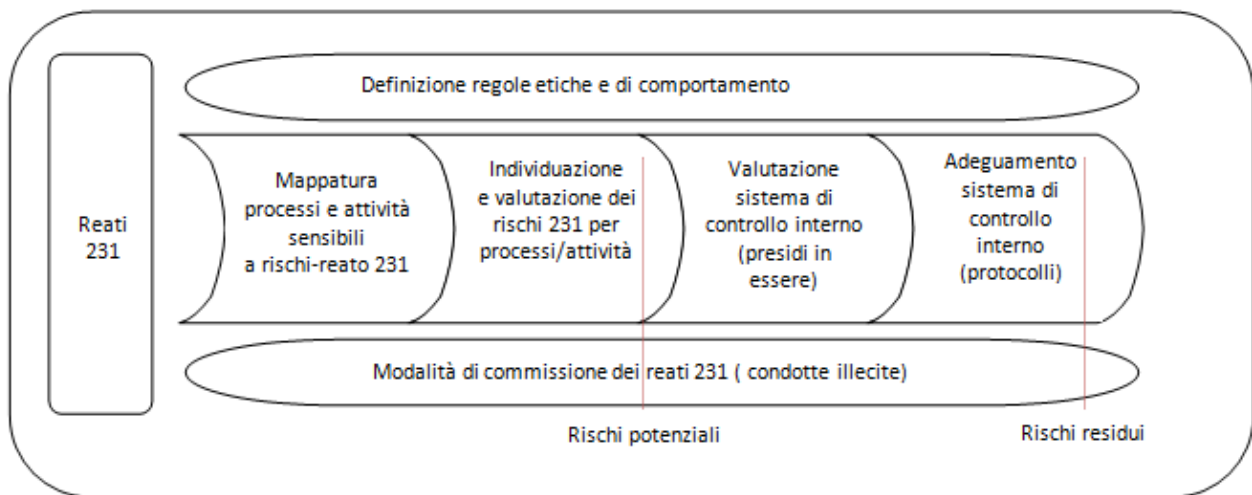 Definizione regole etiche e di comportamento
Reati
231
Mappatura
processi e attività
sensibili
a rischi-reato 231
Individuazione
e valutazione dei
rischi 231 per
processi/attività
Valutazione
sistema di
controllo interno
(presidi in
essere)
Adeguamento
sistema di
controllo
interno
(protocolli)
Modalità di commissione dei reati 231 ( condotte illecite)
Rischi potenziali
Rischi residui